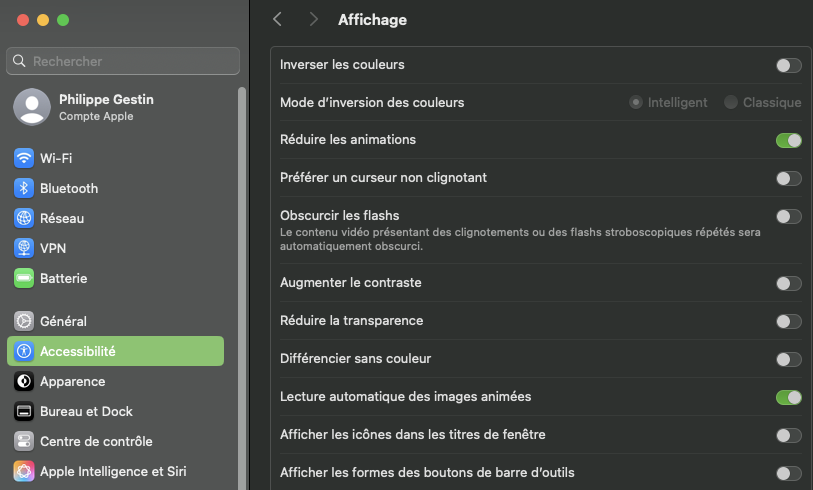 Affichage
Rechercher
Philippe Gestin
Compte Apple
Wi-Fi
Bluetooth
Réseau
VPN
Batterie
Général
Accessibilité
Apparence
Bureau et Dock
Centre de contrôle
Apple Intelligence et Siri
Inverser les couleurs
Mode d’inversion des couleurs
Intelligent
Classique
Réduire les animations
Préférer un curseur non clignotant
Obscurcir les flashs
Le contenu vidéo présentant des clignotements ou des flashs stroboscopiques répétés sera
automatiquement obscurci.
Augmenter le contraste
Réduire la transparence
Différencier sans couleur
Lecture automatique des images animées
Afficher les icônes dans les titres de fenêtre
Afficher les formes des boutons de barre d’outils